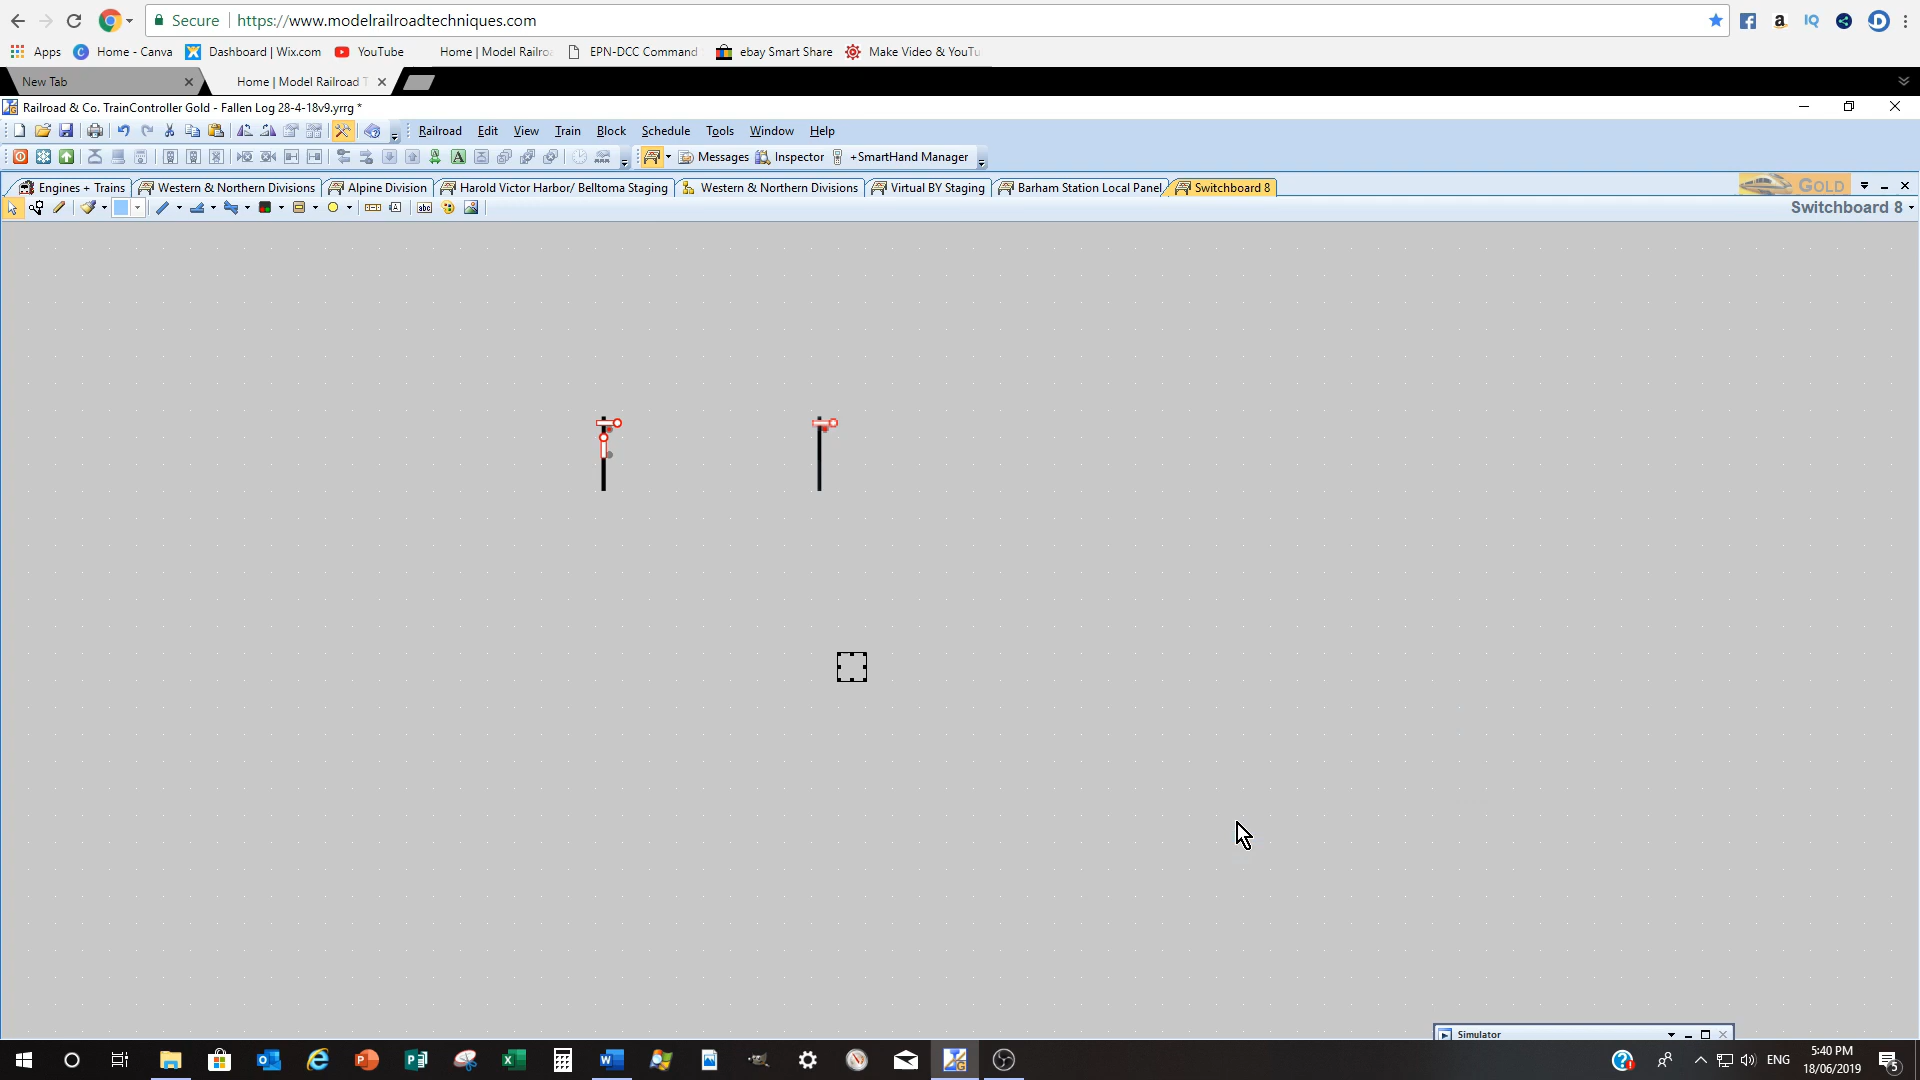 Secure https://www.modelrailroadtechniques.com IQ
Apps Home - Canva Dashboard | Wix.com YouTube Home | Model Railro EPN-DCC Command ebay Smart Share Make Video & YouTu
New Tab Home | Model Railroad T
Railroad & Co. TrainController Gold - Fallen Log 28-4-18v9.yrrg *
Railroad Edit View Train Block Schedule Tools Window Help
Messages Inspector +SmartHand Manager
Engines + Trains Western & Northern Divisions Alpine Division Harold Victor Harbor/ Belltoma Staging Western & Northern Divisions Virtual BY Staging Barham Station Local Panel Switchboard 8 GOLD
abc Switchboard 8
Simulator
ENG 5:40 PM
18/06/2019 5